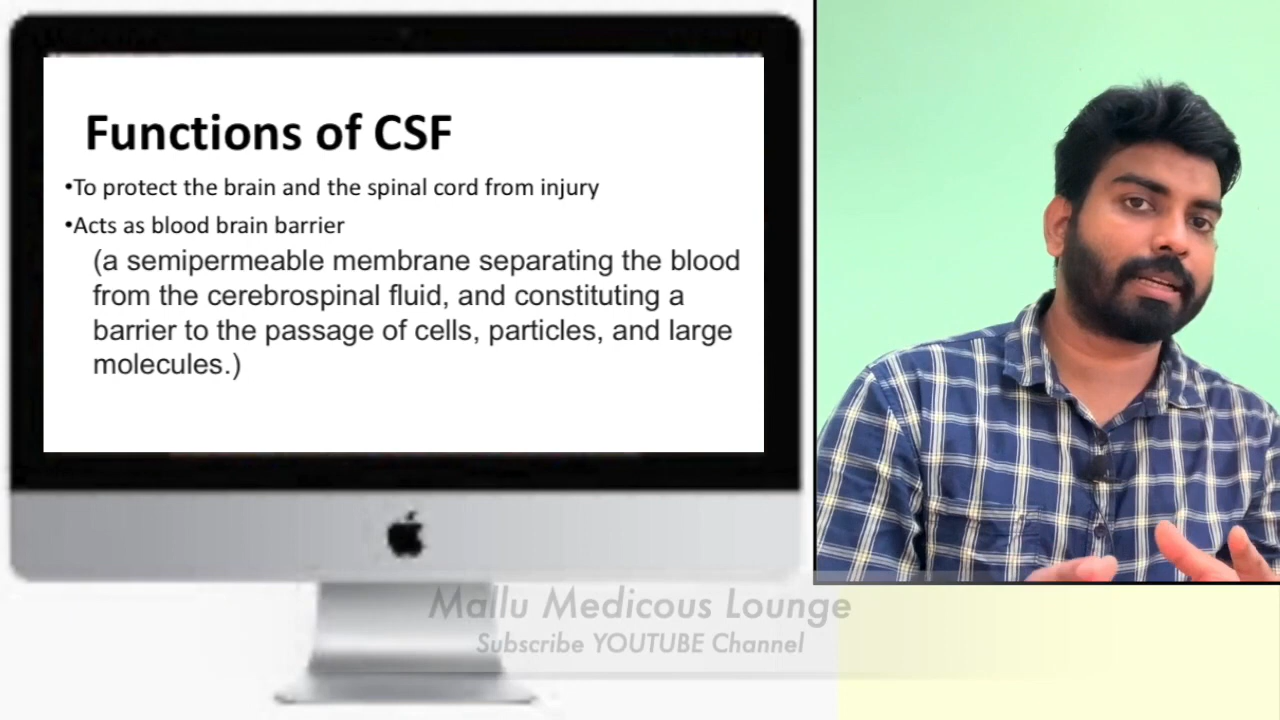 Functions of CSF
•To protect the brain and the spinal cord from injury
•Acts as blood brain barrier
(a semipermeable membrane separating the blood
from the cerebrospinal fluid, and constituting a
barrier to the passage of cells, particles, and large
molecules.)
Mallu Medicous Lounge
Subscribe YOUTUBE Channel